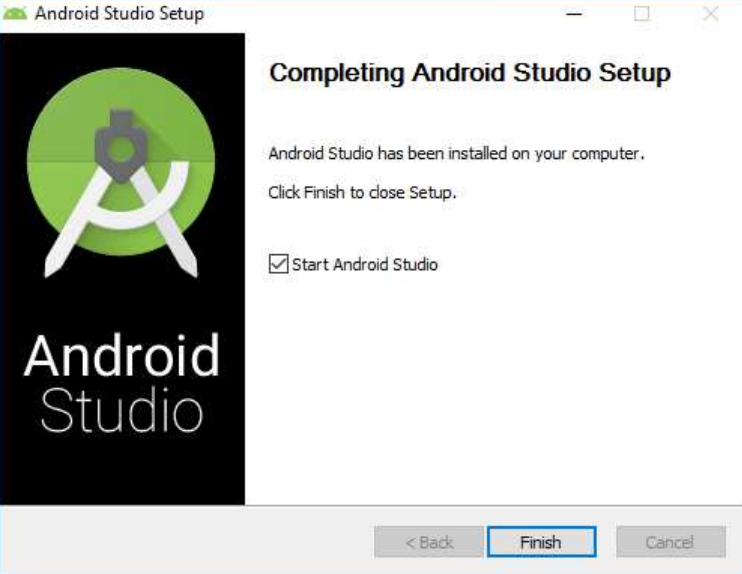 Android Studio Setup
Completing Android Studio Setup
Android Studio has been installed on your computer.
Click Finish to close Setup.
Start Android Studio
Android
Studio
< Back
Finish
Cancel